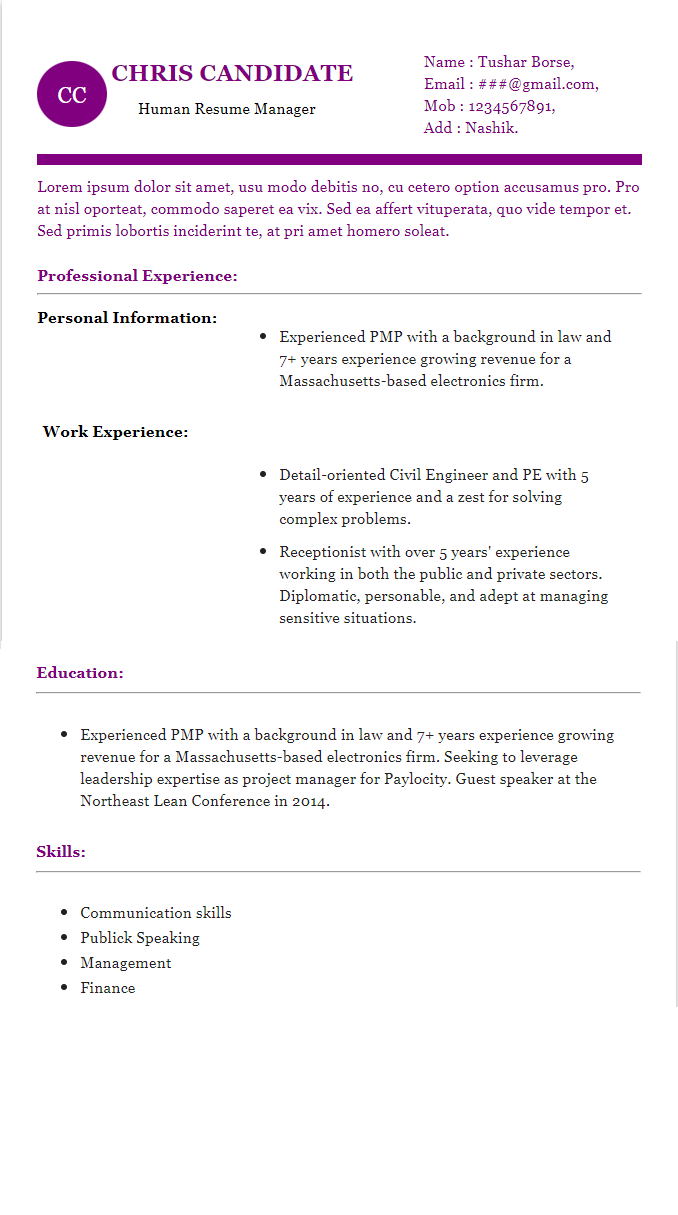 CC
CHRIS CANDIDATE
Human Resume Manager
Name : Tushar Borse,
Email : ###@gmail.com,
Mob : 1234567891,
Add : Nashik.
Lorem ipsum dolor sit amet, usu modo debitis no, cu cetero option accusamus pro. Pro
at nisl oporteat, commodo saperet ea vix. Sed ea affert vituperata, quo vide tempor et.
Sed primis lobortis inciderint te, at pri amet homero soleat.
Professional Experience:
Personal Information:
• Experienced PMP with a background in law and
7+ years experience growing revenue for a
Massachusetts-based electronics firm.
Work Experience:
• Detail-oriented Civil Engineer and PE with 5
years of experience and a zest for solving
complex problems.
• Receptionist with over 5 years' experience
working in both the public and private sectors.
Diplomatic, personable, and adept at managing
sensitive situations.
Education:
• Experienced PMP with a background in law and 7+ years experience growing
revenue for a Massachusetts-based electronics firm. Seeking to leverage
leadership expertise as project manager for Paylocity. Guest speaker at the
Northeast Lean Conference in 2014.
Skills:
• Communication skills
• Publick Speaking
• Management
• Finance